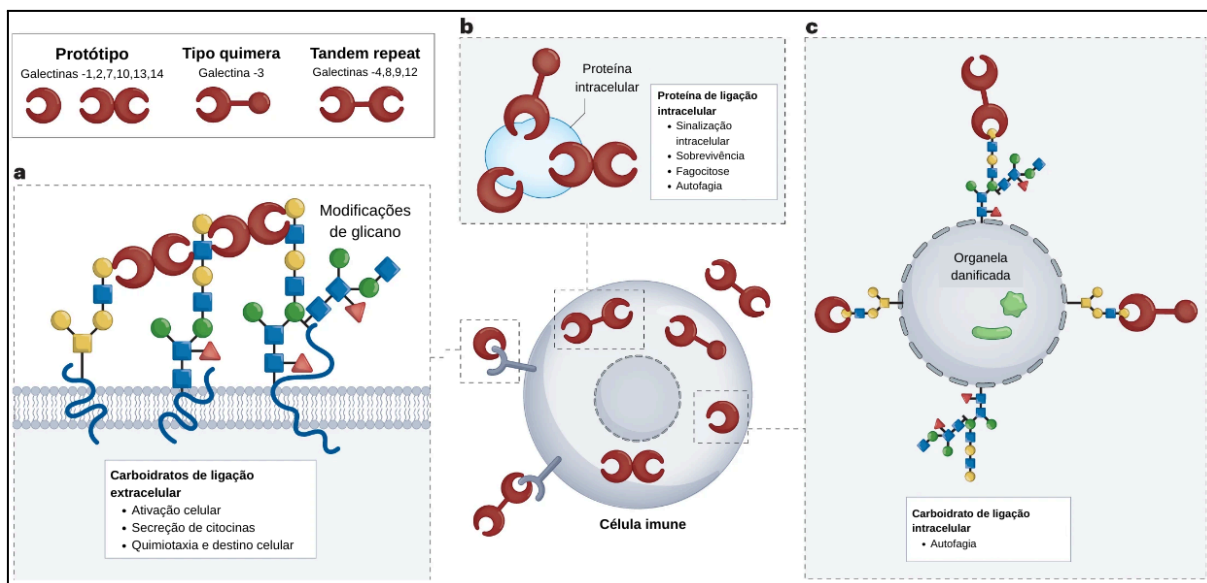 Protótipo
Galectinas -1,2,7,10,13,14
Tipo quimera
Galectina -3
Tandem repeat
Galectinas -4,8,9,12
a
Modificações
de glicano
Carboidratos de ligação
extracelular
• Ativação celular
• Secreção de citocinas
• Quimiotaxia e destino celular
b
Proteína
intracelular
Proteína de ligação
intracelular
• Sinalização
intracelular
• Sobrevivência
• Fagocitose
• Autofagia
Célula imune
c
Organela
danificada
Carboidrato de ligação
intracelular
• Autofagia